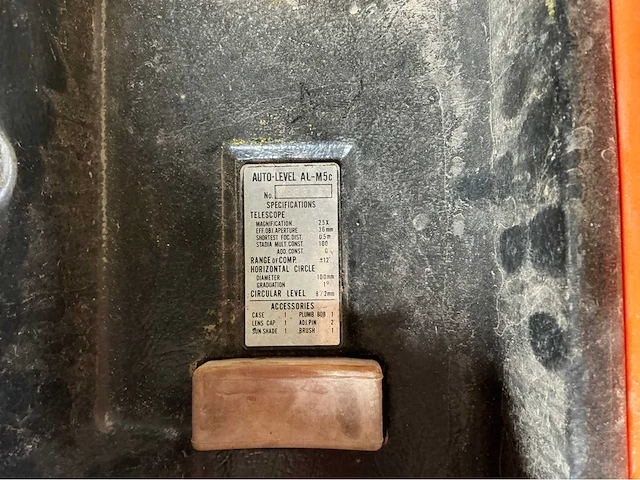 AUTO-LEVEL AL-M5c
No.
SPECIFICATIONS
TELESCOPE
MAGNIFICATION 25X
EFF. OBJ. APERTURE 36mm
SHORTEST FOC. DIST. 0.5m
STADIA MULT. CONST. 100
ADD. CONST. 0
RANGE OF COMP. ±12'
HORIZONTAL CIRCLE
DIAMETER 100mm
GRADUATION 1°
CIRCULAR LEVEL
ACCESSORIES
CASE 1 PLUMB BOB 1
LENS CAP 1 ADJ. PIN 2
SUN SHADE 1 BRUSH 1